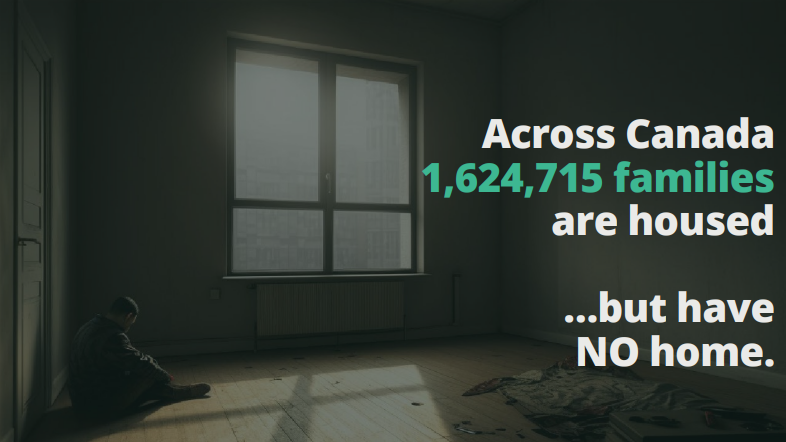 Across Canada
1,624,715 families
are housed
...but have
NO home.